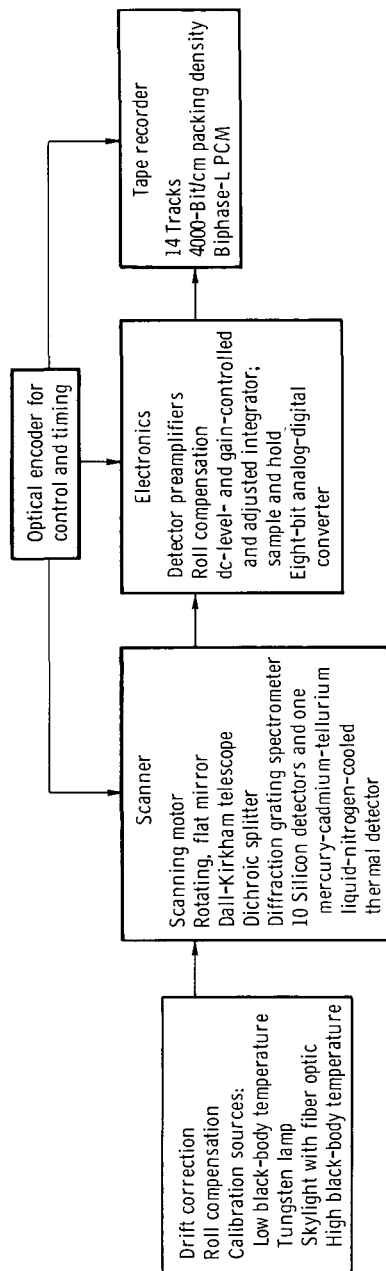 Optical encoder for
control and timing
Drift correction
Roll compensation
Calibration sources:
Low black-body temperature
Tungsten lamp
Skylight with fiber optic
High black-body temperature
Scanner
Scanning motor
Rotating, flat mirror
Dall-Kirkham telescope
Dichroic splitter
Diffraction grating spectrometer
10 Silicon detectors and one
mercury-cadmium-tellurium
liquid-nitrogen-cooled
thermal detector
Electronics
Detector preamplifiers
Roll compensation
dc-level- and gain-controlled
and adjusted integrator;
sample and hold
Eight-bit analog-digital
converter
Tape recorder
14 Tracks
4000-Bit/cm packing density
Biphase-L PCM